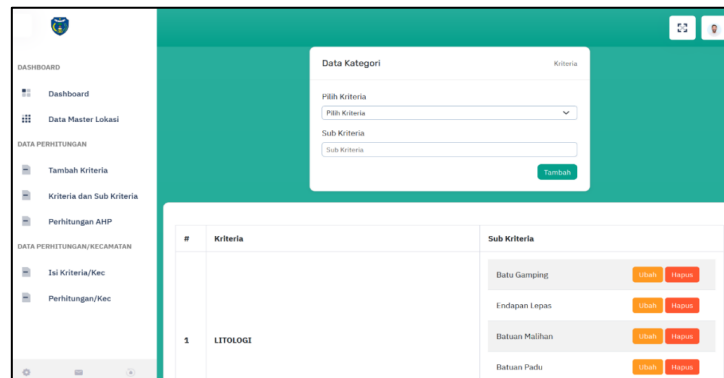 DASHBOARD
Dashboard
Data Master Lokasi
DATA PERHITUNGAN
Tambah Kriteria
Kriteria dan Sub Kriteria
Perhitungan AHP
DATA PERHITUNGAN/KECAMATAN
Isi Kriteria/Kec
Perhitungan/Kec
Data Kategori Kriteria
Pilih Kriteria
Pilih Kriteria
Sub Kriteria
Sub Kriteria
Tambah
# Kriteria Sub Kriteria
1 LITOLOGI
Batu Gamping Ubah Hapus
Endapan Lepas Ubah Hapus
Batuan Malihan Ubah Hapus
Batuan Padu Ubah Hapus